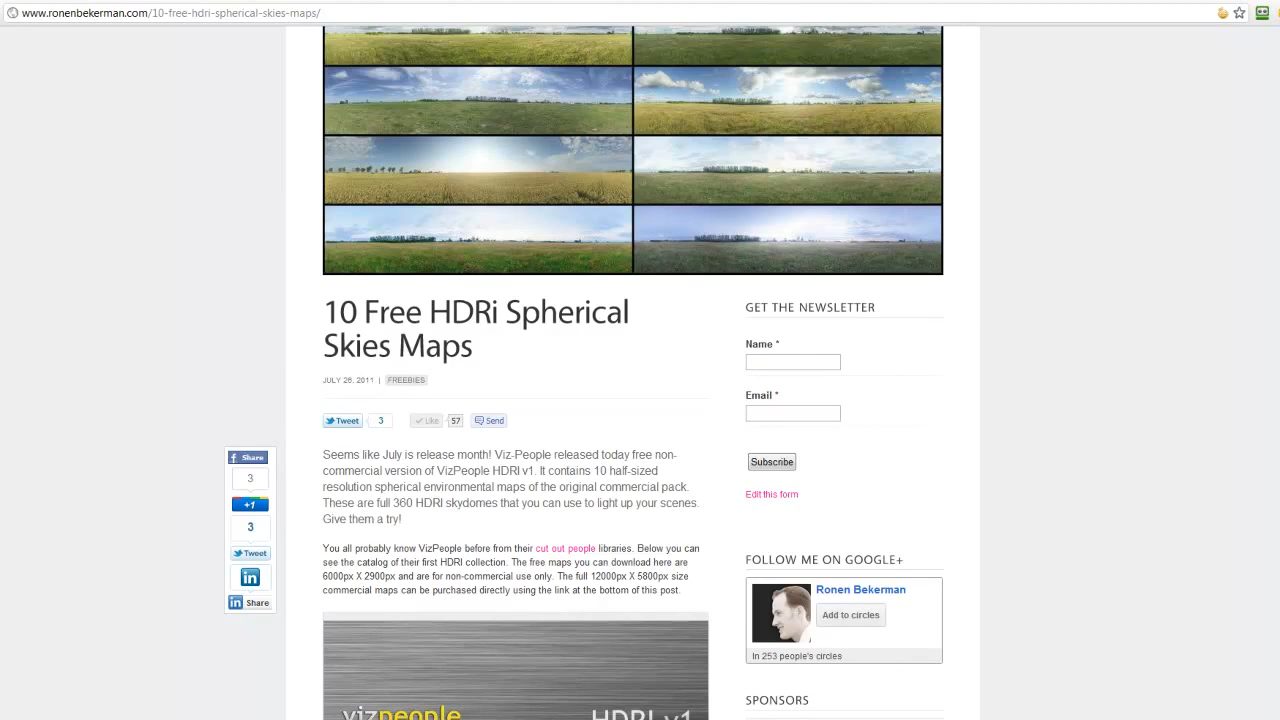 www.ronenbekerman.com/10-free-hdri-spherical-skies-maps/
10 Free HDRi Spherical
Skies Maps
JULY 26, 2011 | FREEBIES
Tweet 3 Like 57 Send
Seems like July is release month! Viz-People released today free non-
commercial version of VizPeople HDRI v1. It contains 10 half-sized
resolution spherical environmental maps of the original commercial pack.
These are full 360 HDRI skydomes that you can use to light up your scenes.
Give them a try!
You all probably know VizPeople before from their cut out people libraries. Below you can
see the catalog of their first HDRI collection. The free maps you can download here are
6000px X 2900px and are for non-commercial use only. The full 12000px X 5800px size
commercial maps can be purchased directly using the link at the bottom of this post.
vizpeople HDRI v1
Share
3
+1
3
Tweet
in
in Share
GET THE NEWSLETTER
Name *
Email *
Subscribe
Edit this form
FOLLOW ME ON GOOGLE+
Ronen Bekerman
Add to circles
In 253 people's circles
SPONSORS